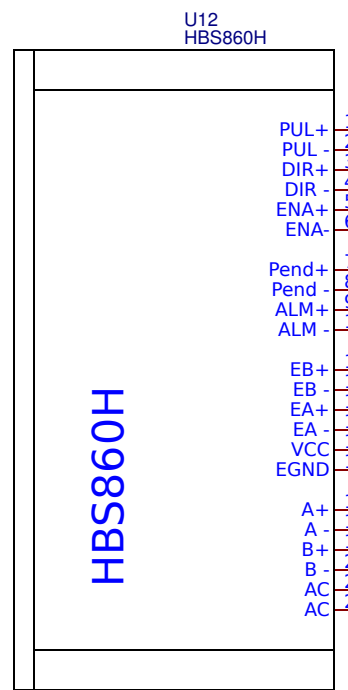 U12
HBS860H
PUL+
PUL -
DIR+
DIR -
ENA+
ENA-
Pend+
Pend -
ALM+
ALM -
EB+
EB -
EA+
EA -
VCC
EGND
A+
A -
B+
B -
AC
AC
HBS860H